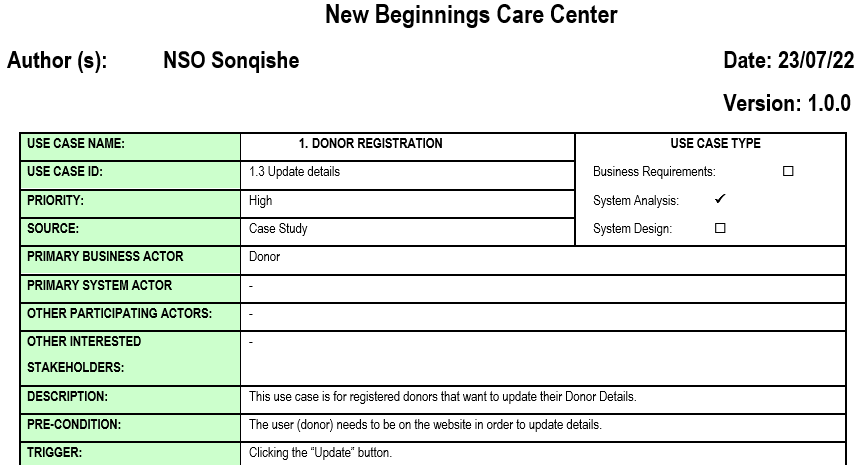 New Beginnings Care Center
Author (s): NSO Sonqishe Date: 23/07/22
Version: 1.0.0
USE CASE NAME: 1. DONOR REGISTRATION USE CASE TYPE
USE CASE ID: 1.3 Update details Business Requirements: ☐
PRIORITY: High System Analysis: ✓
SOURCE: Case Study System Design: ☐
PRIMARY BUSINESS ACTOR Donor
PRIMARY SYSTEM ACTOR -
OTHER PARTICIPATING ACTORS: -
OTHER INTERESTED -
STAKEHOLDERS:
DESCRIPTION: This use case is for registered donors that want to update their Donor Details.
PRE-CONDITION: The user (donor) needs to be on the website in order to update details.
TRIGGER: Clicking the “Update” button.